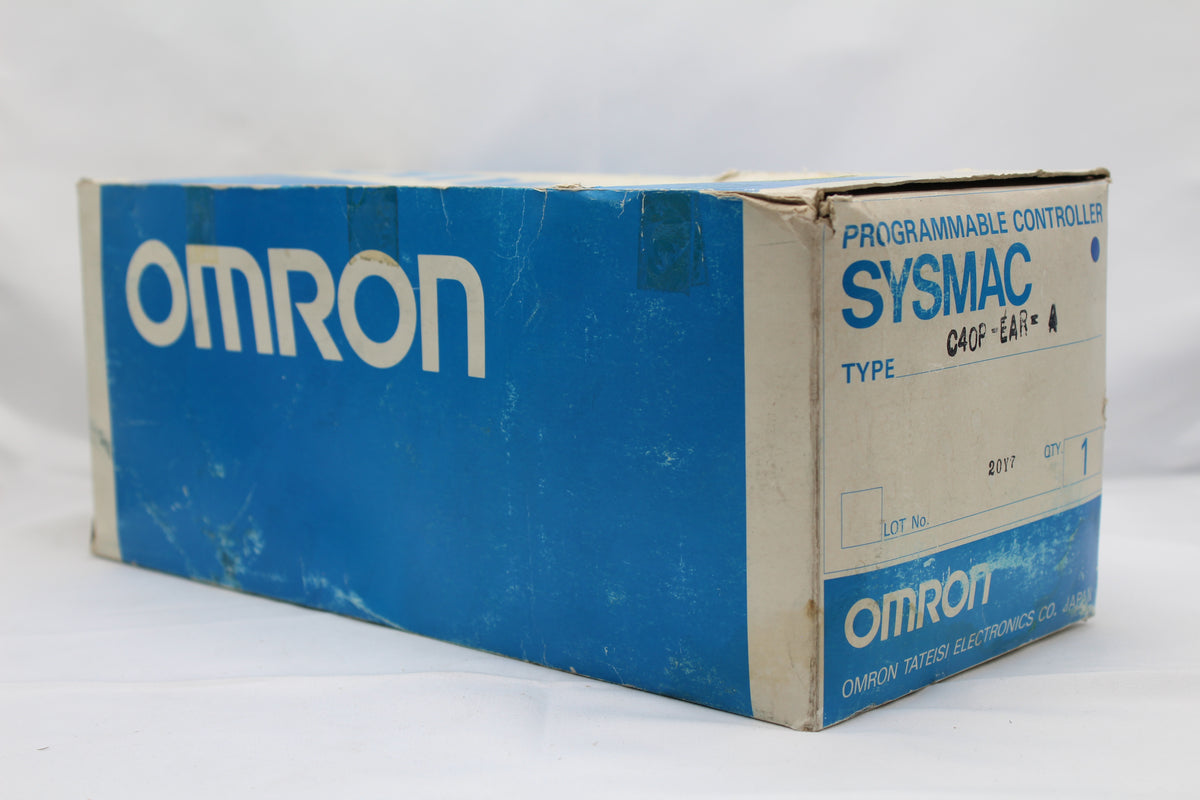 OMRON
PROGRAMMABLE CONTROLLER
SYSMAC
C40P-EAR-A
TYPE
QTY.
1
20Y7
LOT No.
OMRON
OMRON TATEISI ELECTRONICS CO. JAPAN